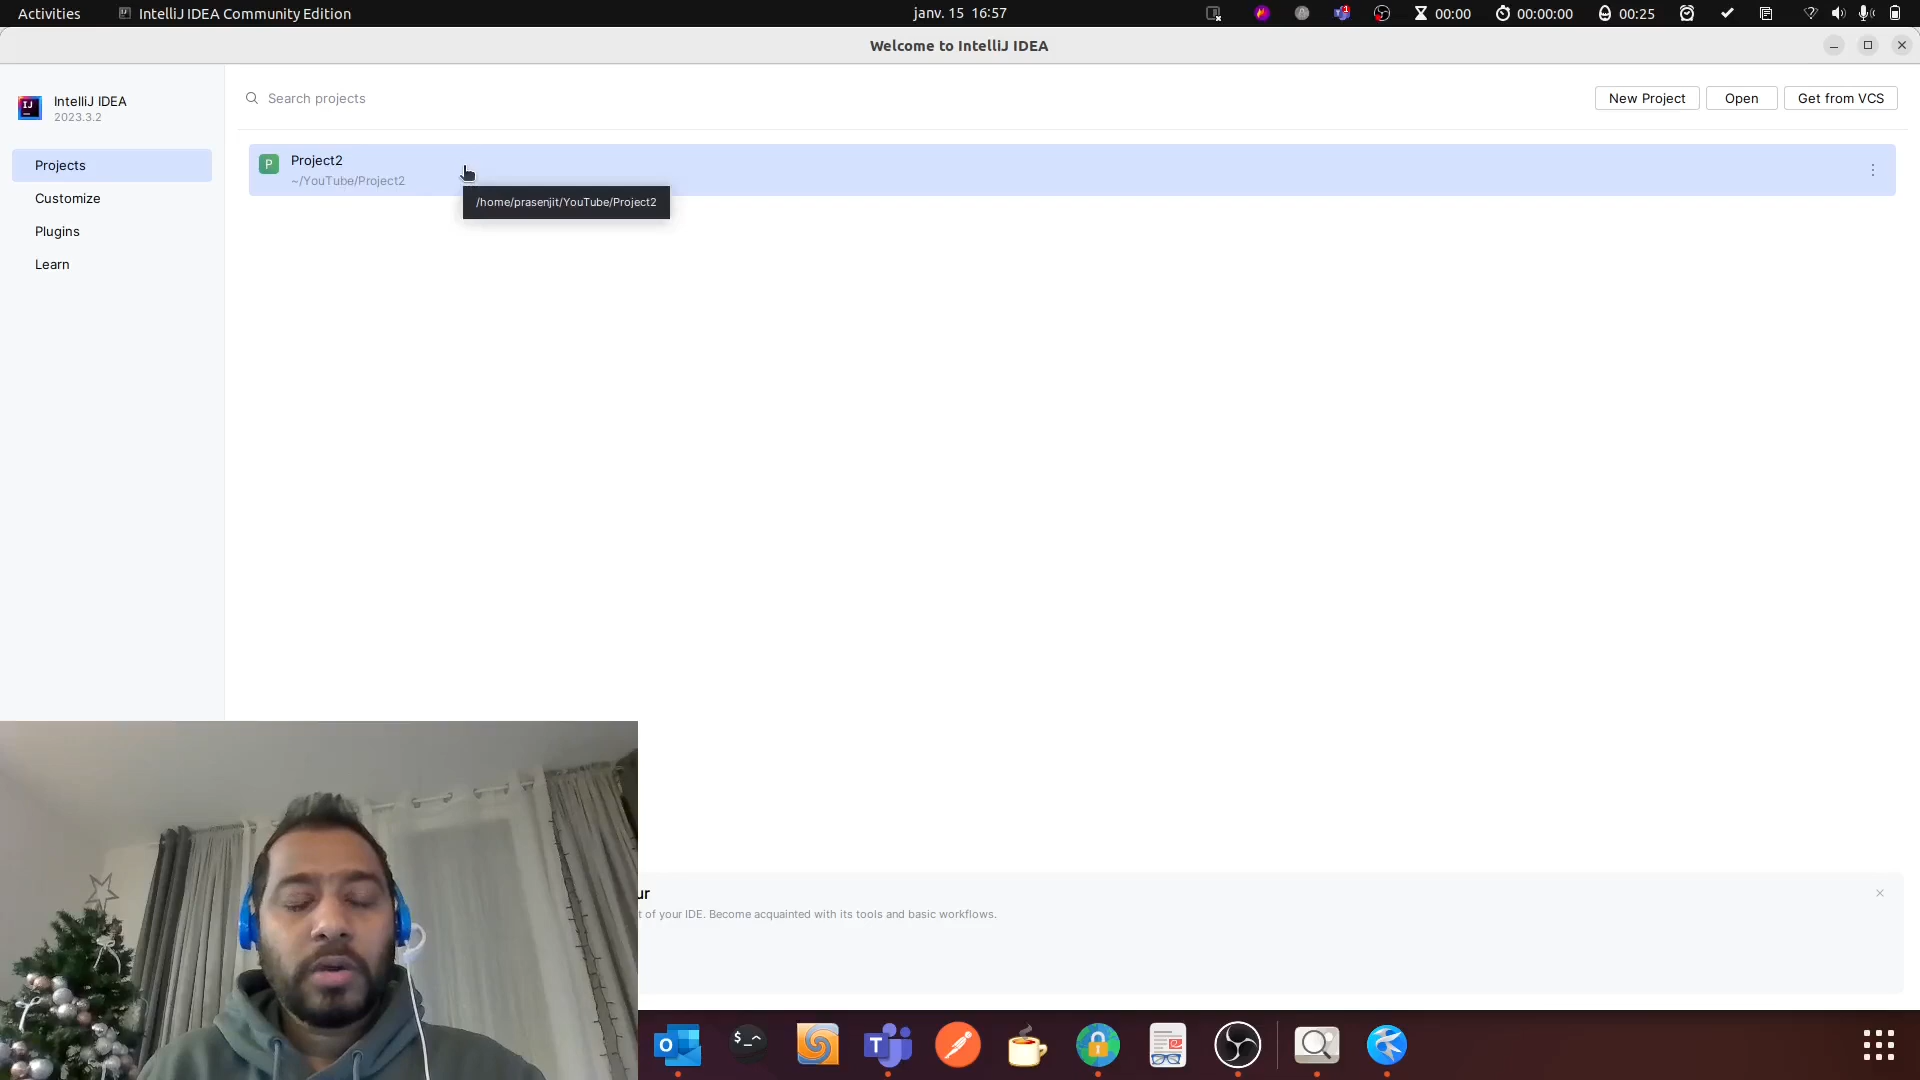 Activities
IntelliJ IDEA Community Edition
janv. 15 16:57
1
00:00
00:00:00
00:25
Welcome to IntelliJ IDEA
IJ
IntelliJ IDEA
2023.3.2
Search projects
New Project
Open
Get from VCS
Projects
Customize
Plugins
Learn
P
Project2
~/YouTube/Project2
/home/prasenjit/YouTube/Project2
ur
t of your IDE. Become acquainted with its tools and basic workflows.
O
$ _
T